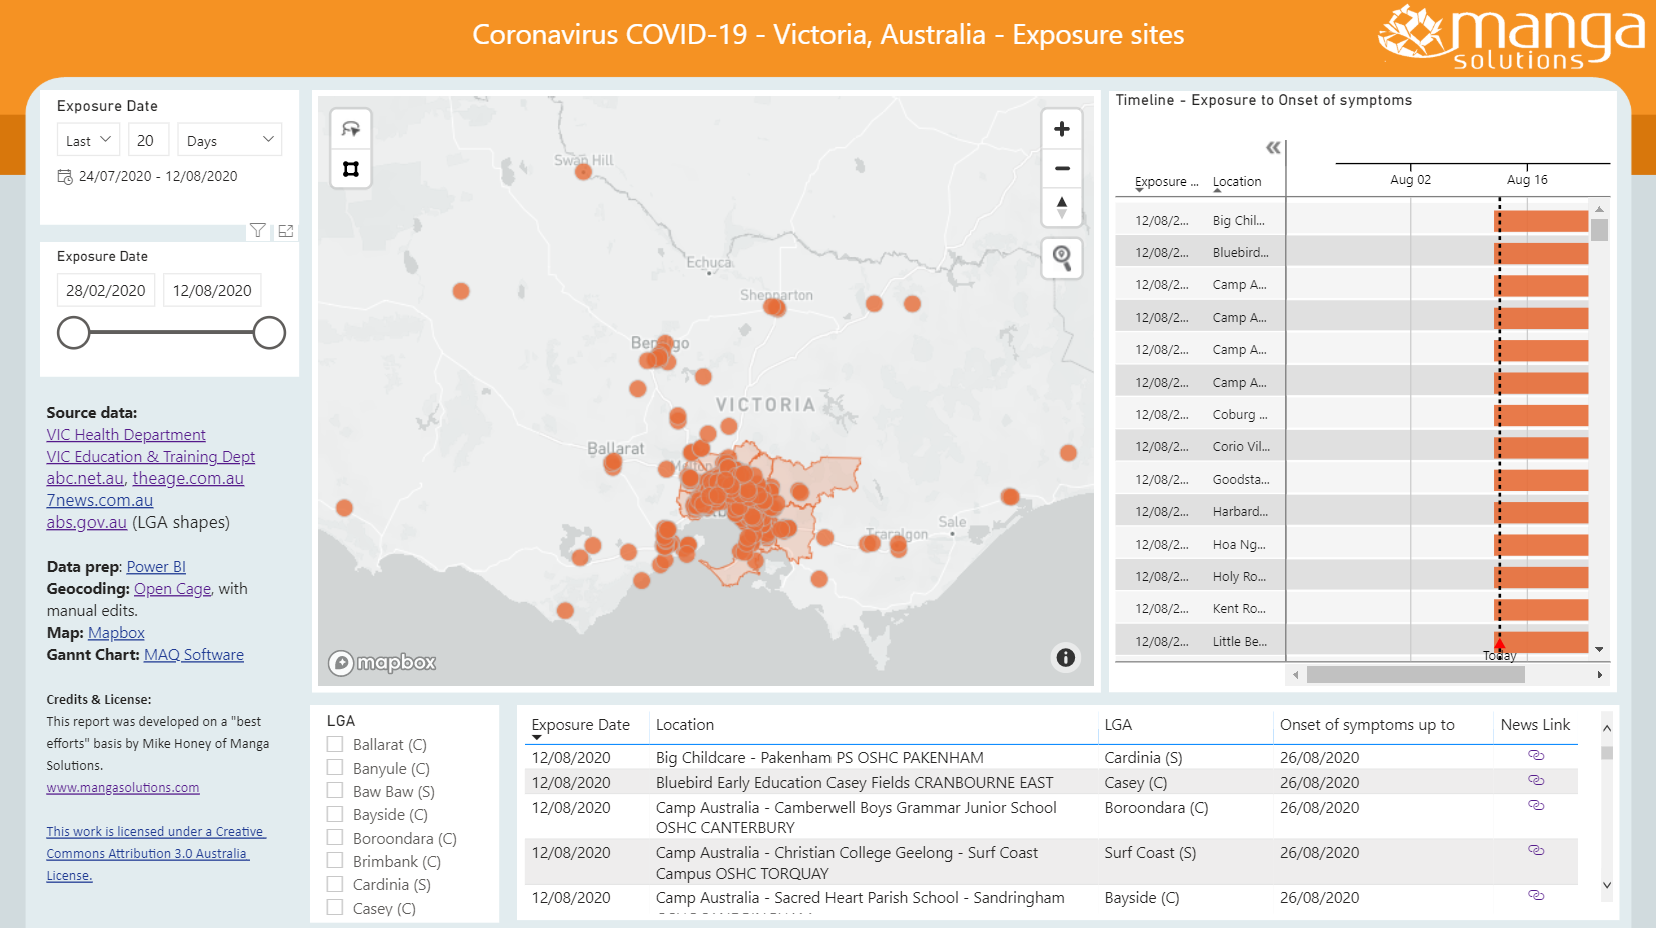 Coronavirus COVID-19 - Victoria, Australia - Exposure sites
manga
solutions
Exposure Date
Last 20 Days
24/07/2020 - 12/08/2020
Exposure Date
28/02/2020 12/08/2020
Source data:
VIC Health Department
VIC Education & Training Dept
abc.net.au, theage.com.au
7news.com.au
abs.gov.au (LGA shapes)
Data prep: Power BI
Geocoding: Open Cage, with
manual edits.
Map: Mapbox
Gannt Chart: MAQ Software
Credits & License:
This report was developed on a "best
efforts" basis by Mike Honey of Manga
Solutions.
www.mangasolutions.com
This work is licensed under a Creative
Commons Attribution 3.0 Australia
License.
Swan Hill
Echuca
Shepparton
Bendigo
VICTORIA
Ballarat
Traralgon
Sale
mapbox
Timeline - Exposure to Onset of symptoms
Exposure ... Location Aug 02 Aug 16
12/08/2... Big Chil...
12/08/2... Bluebird...
12/08/2... Camp A...
12/08/2... Camp A...
12/08/2... Camp A...
12/08/2... Camp A...
12/08/2... Coburg ...
12/08/2... Corio Vil...
12/08/2... Goodsta...
12/08/2... Harbard...
12/08/2... Hoa Ng...
12/08/2... Holy Ro...
12/08/2... Kent Ro...
12/08/2... Little Be...
Today
LGA
Ballarat (C)
Banyule (C)
Baw Baw (S)
Bayside (C)
Boroondara (C)
Brimbank (C)
Cardinia (S)
Casey (C)
Exposure Date Location LGA Onset of symptoms up to News Link
12/08/2020 Big Childcare - Pakenham PS OSHC PAKENHAM Cardinia (S) 26/08/2020
12/08/2020 Bluebird Early Education Casey Fields CRANBOURNE EAST Casey (C) 26/08/2020
12/08/2020 Camp Australia - Camberwell Boys Grammar Junior School Boroondara (C) 26/08/2020
OSHC CANTERBURY
12/08/2020 Camp Australia - Christian College Geelong - Surf Coast Surf Coast (S) 26/08/2020
Campus OSHC TORQUAY
12/08/2020 Camp Australia - Sacred Heart Parish School - Sandringham Bayside (C) 26/08/2020